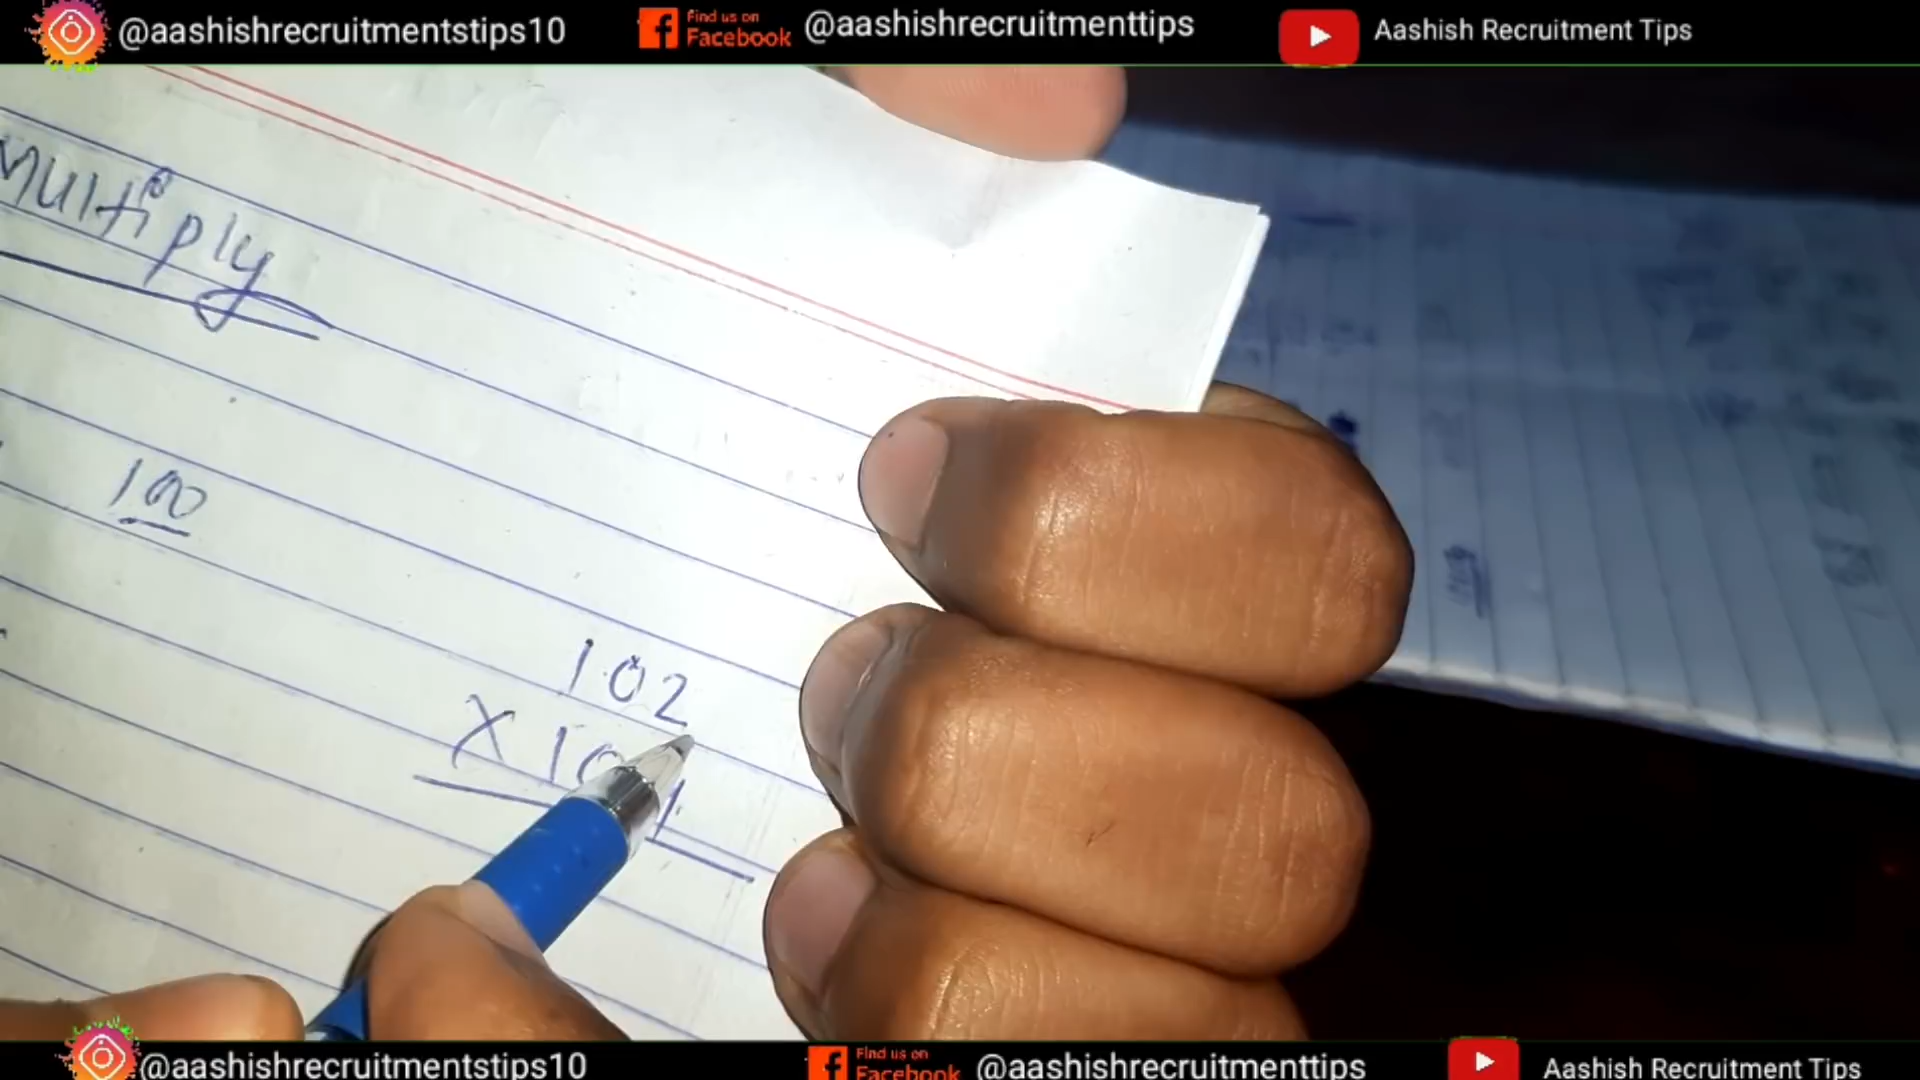 @aashishrecruitmentstips10
Find us on
Facebook
@aashishrecruitmenttips
Aashish Recruitment Tips
Multiply
100
102
X 10
@aashishrecruitmentstips10
Find us on
Facebook
@aashishrecruitmenttips
Aashish Recruitment Tips